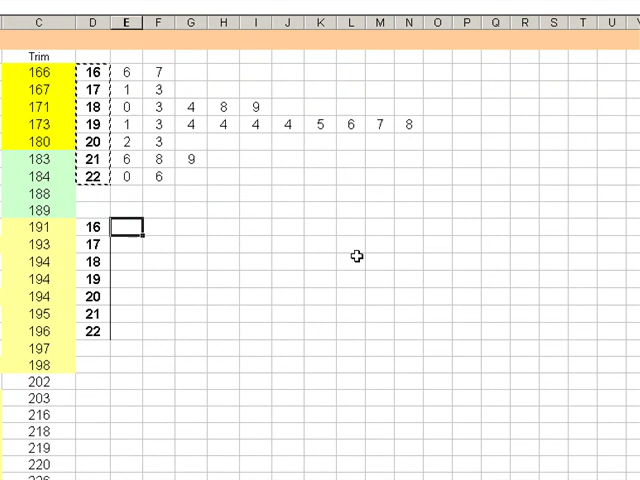 C D E F G H I J K L M N O P Q R S T U
Trim
166 16 6 7
167 17 1 3
171 18 0 3 4 8 9
173 19 1 3 4 4 4 4 5 6 7 8
180 20 2 3
183 21 6 8 9
184 22 0 6
188
189
191 16
193 17
194 18
194 19
194 20
195 21
196 22
197
198
202
203
216
218
219
220